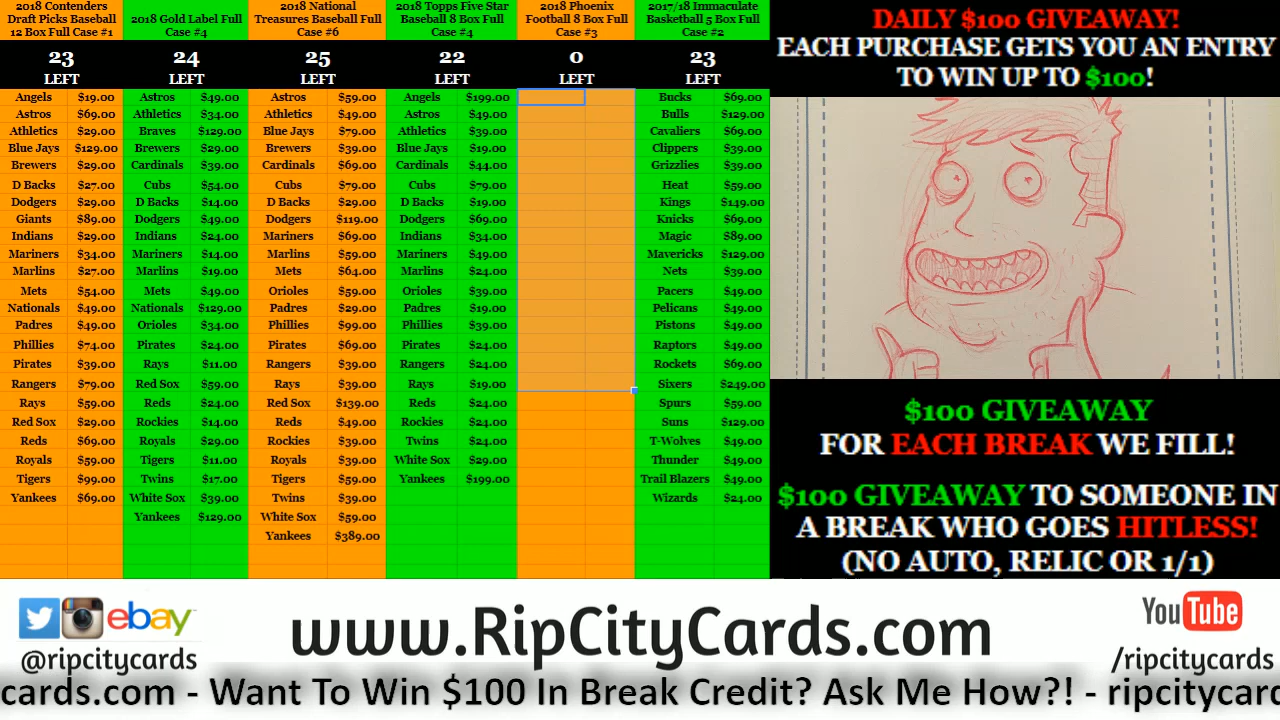 2018 Contenders
Draft Picks Baseball
12 Box Full Case #1
23
LEFT
Angels $19.00
Astros $69.00
Athletics $29.00
Blue Jays $129.00
Brewers $29.00
D Backs $27.00
Dodgers $29.00
Giants $89.00
Indians $29.00
Mariners $34.00
Marlins $27.00
Mets $54.00
Nationals $49.00
Padres $49.00
Phillies $74.00
Pirates $39.00
Rangers $79.00
Rays $59.00
Red Sox $29.00
Reds $69.00
Royals $59.00
Tigers $99.00
Yankees $69.00
2018 Gold Label Full
Case #4
24
LEFT
Astros $49.00
Athletics $34.00
Braves $129.00
Brewers $29.00
Cardinals $39.00
Cubs $54.00
D Backs $14.00
Dodgers $49.00
Indians $24.00
Mariners $14.00
Marlins $19.00
Mets $49.00
Nationals $129.00
Orioles $34.00
Pirates $24.00
Rays $11.00
Red Sox $59.00
Reds $24.00
Rockies $14.00
Royals $29.00
Tigers $11.00
Twins $17.00
White Sox $39.00
Yankees $129.00
2018 National
Treasures Baseball Full
Case #6
25
LEFT
Astros $59.00
Athletics $49.00
Blue Jays $79.00
Brewers $39.00
Cardinals $69.00
Cubs $79.00
D Backs $29.00
Dodgers $119.00
Mariners $69.00
Marlins $59.00
Mets $64.00
Orioles $59.00
Padres $29.00
Phillies $99.00
Pirates $69.00
Rangers $39.00
Rays $39.00
Red Sox $139.00
Reds $49.00
Rockies $39.00
Royals $39.00
Tigers $59.00
Twins $39.00
White Sox $59.00
Yankees $389.00
2018 Topps Five Star
Baseball 8 Box Full
Case #4
22
LEFT
Angels $199.00
Astros $49.00
Athletics $39.00
Blue Jays $19.00
Cardinals $44.00
Cubs $79.00
D Backs $19.00
Dodgers $69.00
Indians $34.00
Mariners $49.00
Marlins $24.00
Orioles $39.00
Padres $19.00
Phillies $39.00
Pirates $24.00
Rangers $24.00
Rays $19.00
Reds $24.00
Rockies $24.00
Twins $24.00
White Sox $29.00
Yankees $199.00
2018 Phoenix
Football 8 Box Full
Case #3
0
LEFT
2017/18 Immaculate
Basketball 5 Box Full
Case #2
23
LEFT
Bucks $69.00
Bulls $129.00
Cavaliers $69.00
Clippers $39.00
Grizzlies $39.00
Heat $59.00
Kings $149.00
Knicks $69.00
Magic $89.00
Mavericks $129.00
Nets $39.00
Pacers $49.00
Pelicans $49.00
Pistons $49.00
Raptors $49.00
Rockets $69.00
Sixers $249.00
Spurs $59.00
Suns $129.00
T-Wolves $49.00
Thunder $49.00
Trail Blazers $49.00
Wizards $24.00
DAILY $100 GIVEAWAY!
EACH PURCHASE GETS YOU AN ENTRY
TO WIN UP TO $100!
$100 GIVEAWAY
FOR EACH BREAK WE FILL!
$100 GIVEAWAY TO SOMEONE IN
A BREAK WHO GOES HITLESS!
(NO AUTO, RELIC OR 1/1)
ebay
@ripcitycards
www.RipCityCards.com
YouTube
/ripcitycards
cards.com - Want To Win $100 In Break Credit? Ask Me How?! - ripcitycard